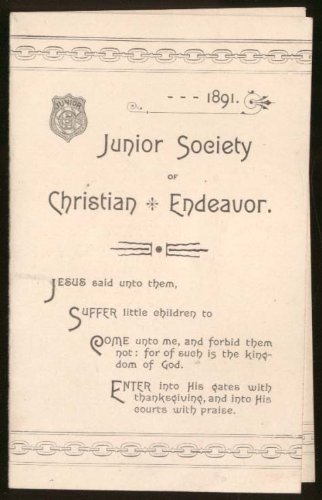 JUNIOR
CE
- - - 1891.
Junior Society
OF
Christian Endeavor.
JESUS said unto them,
SUFFER little children to
COME unto me, and forbid them
not: for of such is the king-
dom of God.
ENTER into His gates with
thanksgiving, and into His
courts with praise.